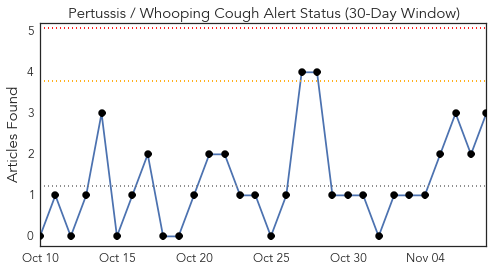 Pertussis / Whooping Cough Alert Status (30-Day Window)
Articles Found
5
4
3
2
1
0
Oct 10 Oct 15 Oct 20 Oct 25 Oct 30 Nov 04